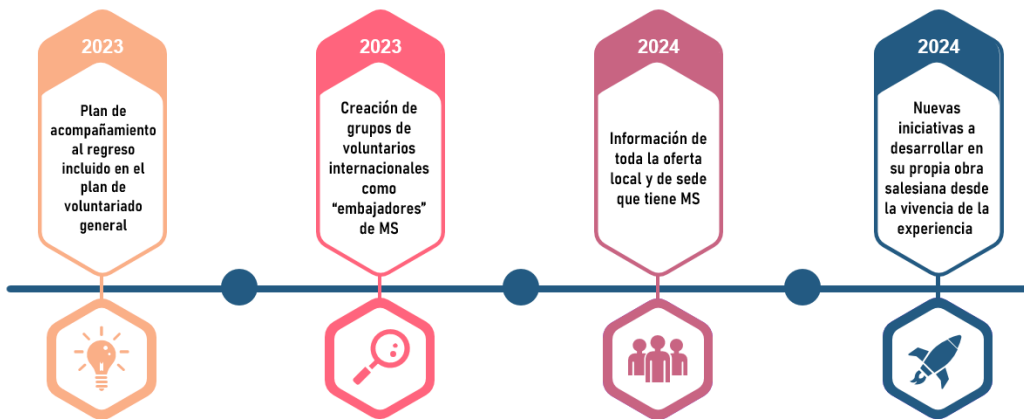 2023
Plan de
acompañamiento
al regreso
incluido en el
plan de
voluntariado
general
2023
Creación de
grupos de
voluntarios
internacionales
como
“embajadores”
de MS
2024
Información de
toda la oferta
local y de sede
que tiene MS
2024
Nuevas
iniciativas a
desarrollar en
su propia obra
salesiana desde
la vivencia de la
experiencia